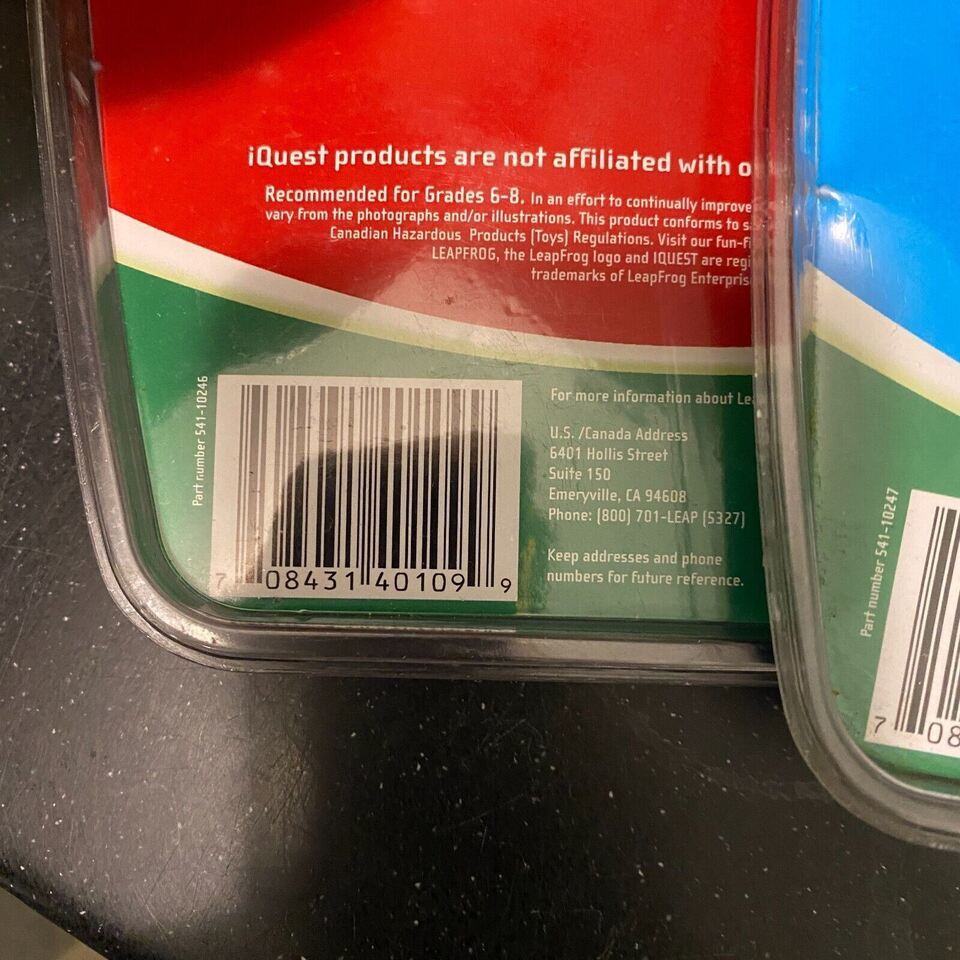 iQuest products are not affiliated with o
Recommended for Grades 6-8. In an effort to continually improve
vary from the photographs and/or illustrations. This product conforms to s
Canadian Hazardous Products (Toys) Regulations. Visit our fun-fi
LEAPFROG, the LeapFrog logo and IQUEST are regi
trademarks of LeapFrog Enterpris
Part number 541-10246
7 08431 40109 9
For more information about Lea
U.S. /Canada Address
6401 Hollis Street
Suite 150
Emeryville, CA 94608
Phone: (800) 701-LEAP (5327)
Keep addresses and phone
numbers for future reference.
Part number 541-10247
7 08